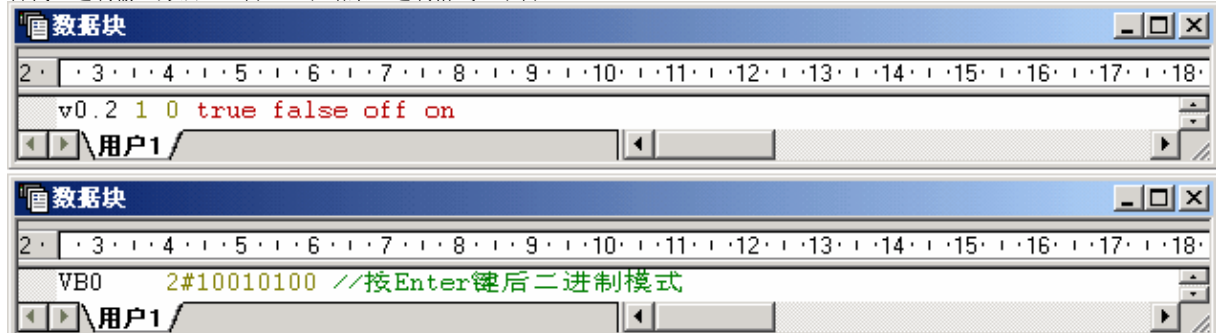 数据块
2 · · 3 · ı · 4 · ı · 5 · ı · 6 · ı · 7 · ı · 8 · ı · 9 · ı · 10 · ı · 11 · ı · 12 · ı · 13 · ı · 14 · ı · 15 · ı · 16 · ı · 17 · ı · 18 ·
v0.2 1 0 true false off on
用户1
数据块
2 · · 3 · ı · 4 · ı · 5 · ı · 6 · ı · 7 · ı · 8 · ı · 9 · ı · 10 · ı · 11 · ı · 12 · ı · 13 · ı · 14 · ı · 15 · ı · 16 · ı · 17 · ı · 18 ·
VB0 2#10010100 //按Enter键后二进制模式
用户1